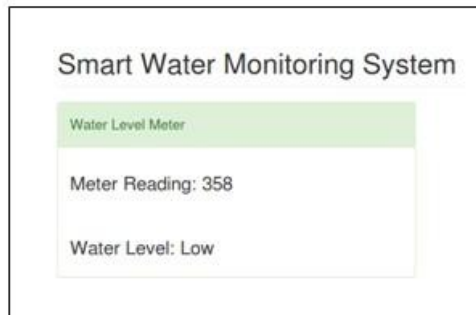 Smart Water Monitoring System
Water Level Meter
Meter Reading: 358
Water Level: Low